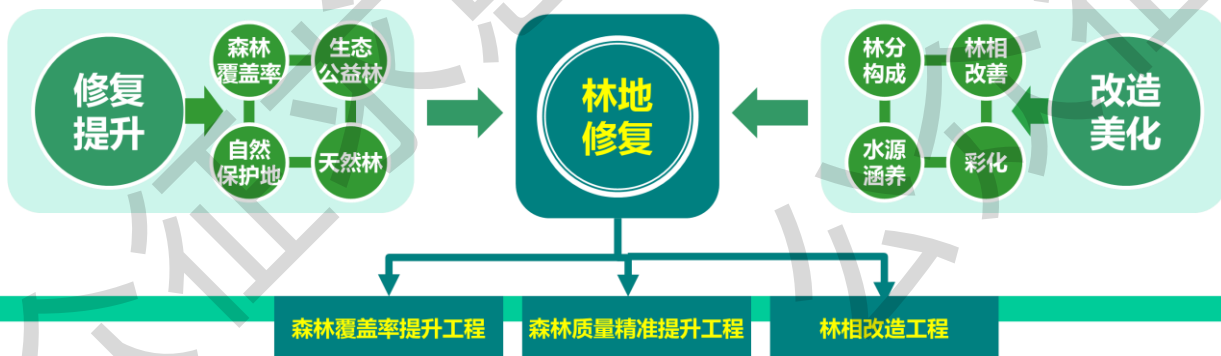 修复
提升
森林
覆盖率
生态
公益林
自然
保护地
天然林
林地
修复
林分
构成
林相
改善
水源
涵养
彩化
改造
美化
森林覆盖率提升工程
森林质量精准提升工程
林相改造工程